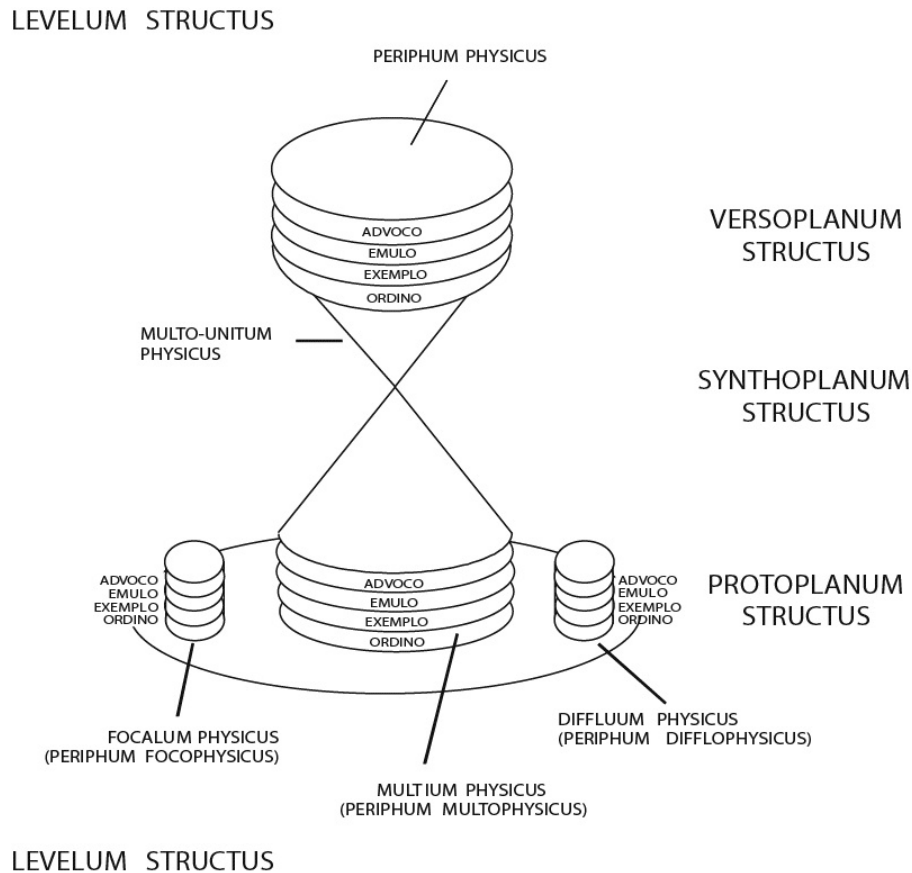 LEVELUM STRUCTUS
PERIPHUM PHYSICUS
VERSOPLANUM
STRUCTUS
ADVOCO
EMULO
EXEMPLO
ORDINO
MULTO-UNITUM
PHYSICUS
SYNTHOPLANUM
STRUCTUS
ADVOCO
EMULO
EXEMPLO
ORDINO
ADVOCO
EMULO
EXEMPLO
ORDINO
ADVOCO
EMULO
EXEMPLO
ORDINO
PROTOPLANUM
STRUCTUS
FOCALUM PHYSICUS
(PERIPHUM FOCOPHYSICUS)
MULTIUM PHYSICUS
(PERIPHUM MULTOPHYSICUS)
DIFFLUUM PHYSICUS
(PERIPHUM DIFFLOPHYSICUS)
LEVELUM STRUCTUS